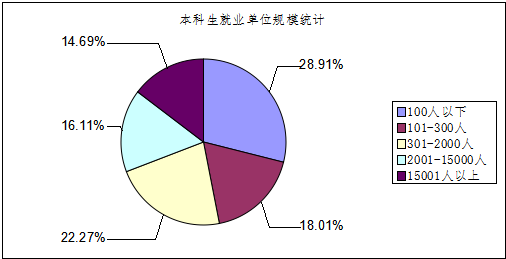 本科生就业单位规模统计
14.69%
28.91%
16.11%
22.27%
18.01%
100人以下
101-300人
301-2000人
2001-15000人
15001人以上